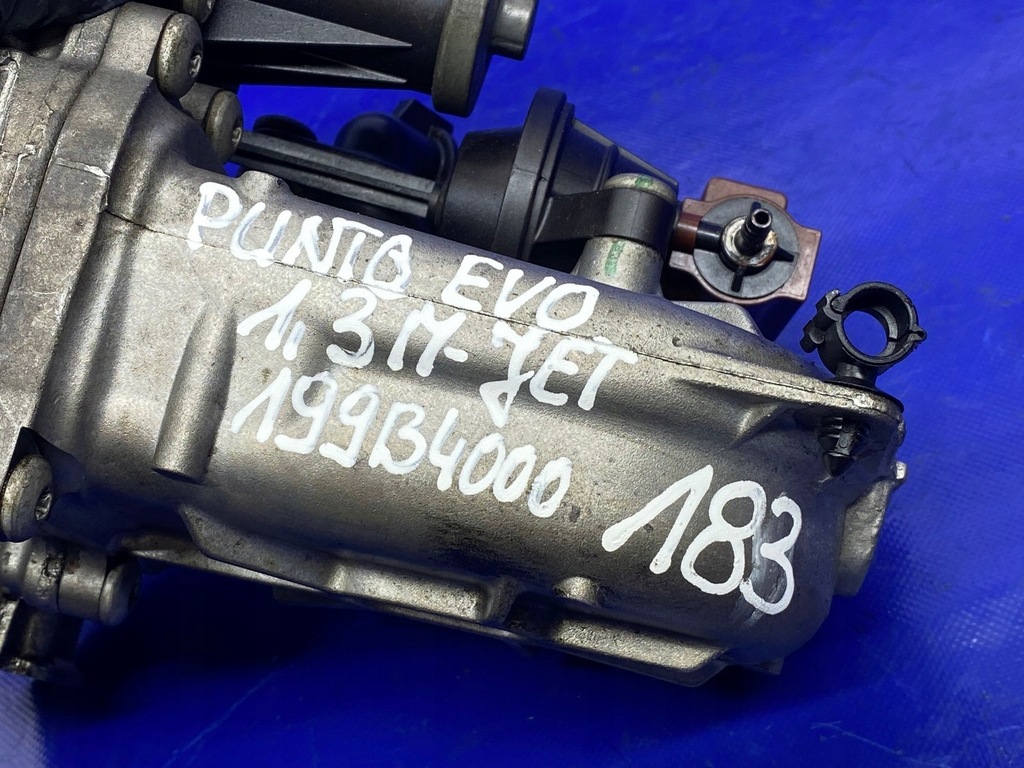 PUNTO EVO
1,3 M-JET
199B4000
183